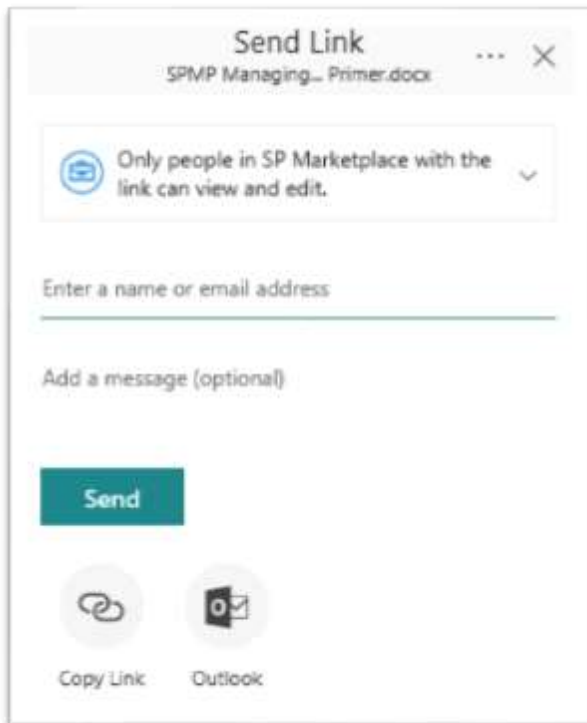 Send Link
SPMP Managing... Primer.docx
Only people in SP Marketplace with the
link can view and edit.
Enter a name or email address
Add a message (optional)
Send
Copy Link
Outlook